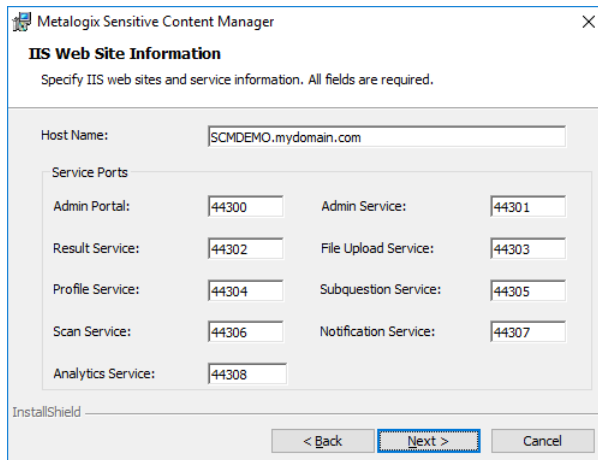 Metalogix Sensitive Content Manager
IIS Web Site Information
Specify IIS web sites and service information. All fields are required.
Host Name: SCMDEMO.mydomain.com
Service Ports
Admin Portal: 44300 Admin Service: 44301
Result Service: 44302 File Upload Service: 44303
Profile Service: 44304 Subquestion Service: 44305
Scan Service: 44306 Notification Service: 44307
Analytics Service: 44308
InstallShield
< Back Next > Cancel